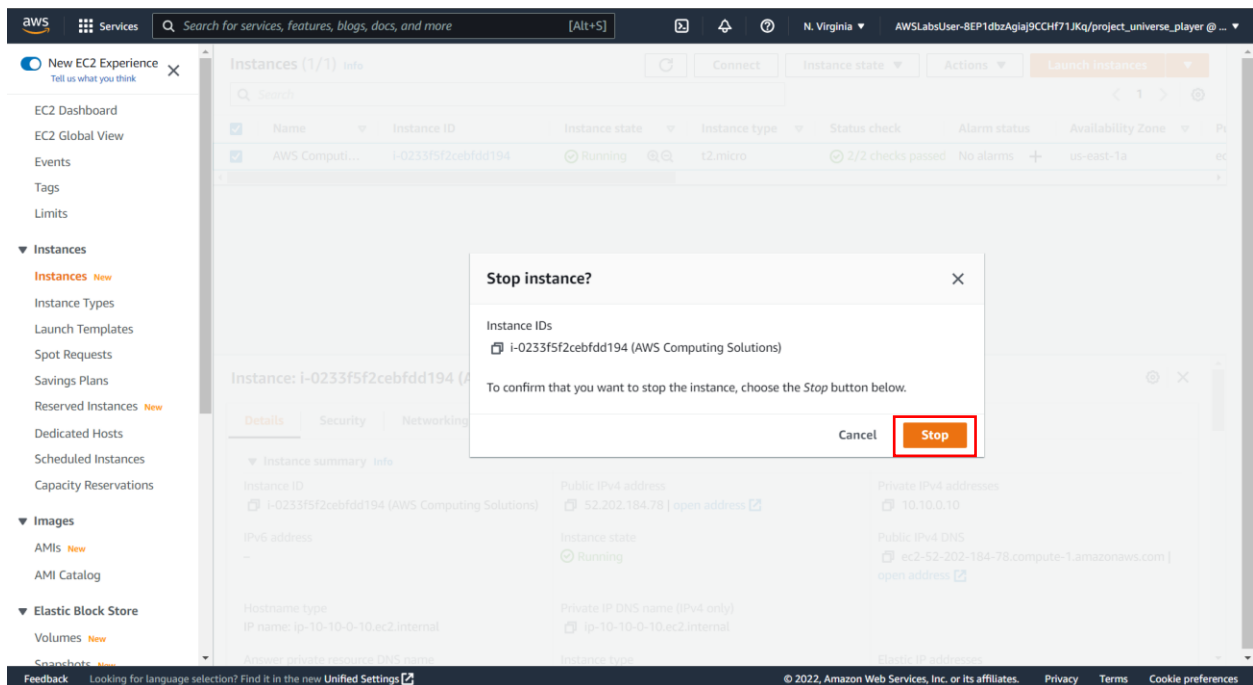 aws
Services
Search for services, features, blogs, docs, and more
[Alt+S]
N. Virginia ▼
AWSLabsUser-8EP1dbzAgiaj9CCHf71JKq/project_universe_player @ ... ▼
New EC2 Experience
Tell us what you think
EC2 Dashboard
EC2 Global View
Events
Tags
Limits
Instances
Instances New
Instance Types
Launch Templates
Spot Requests
Savings Plans
Reserved Instances New
Dedicated Hosts
Scheduled Instances
Capacity Reservations
Images
AMIs New
AMI Catalog
Elastic Block Store
Volumes New
Snapshots New
Instances (1/1) Info
Connect
Instance state ▼
Actions ▼
Launch instances ▼
Search
1
Name Instance ID Instance state Instance type Status check Alarm status Availability Zone
AWS Computi... i-0233f5f2cebfdd194 Running t2.micro 2/2 checks passed No alarms + us-east-1a
Stop instance?
Instance IDs
i-0233f5f2cebfdd194 (AWS Computing Solutions)
To confirm that you want to stop the instance, choose the Stop button below.
Cancel
Stop
Instance: i-0233f5f2cebfdd194 (A
Details Security Networking
Instance summary Info
Instance ID
i-0233f5f2cebfdd194 (AWS Computing Solutions)
Public IPv4 address
52.202.184.78 | open address
Private IPv4 addresses
10.10.0.10
IPv6 address
–
Instance state
Running
Public IPv4 DNS
ec2-52-202-184-78.compute-1.amazonaws.com |
open address
Hostname type
IP name: ip-10-10-0-10.ec2.internal
Private IP DNS name (IPv4 only)
ip-10-10-0-10.ec2.internal
Answer private resource DNS name
Instance type
Elastic IP addresses
Feedback
Looking for language selection? Find it in the new Unified Settings
© 2022, Amazon Web Services, Inc. or its affiliates.
Privacy
Terms
Cookie preferences